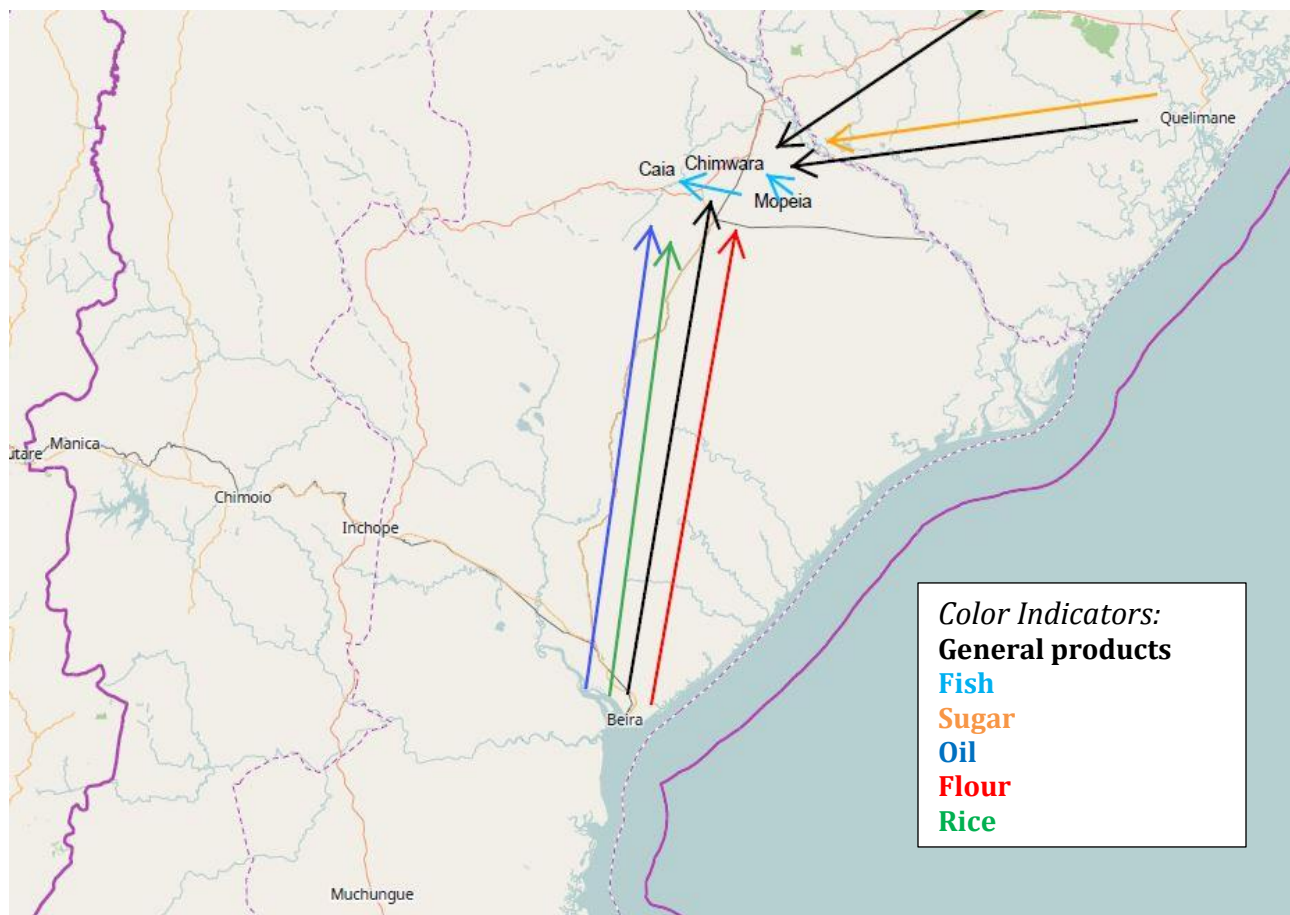 Quelimane
Chimwara
Caia
Mopeia
utare
Manica
Chimoio
Inchope
Beira
Muchungue
Color Indicators:
General products
Fish
Sugar
Oil
Flour
Rice